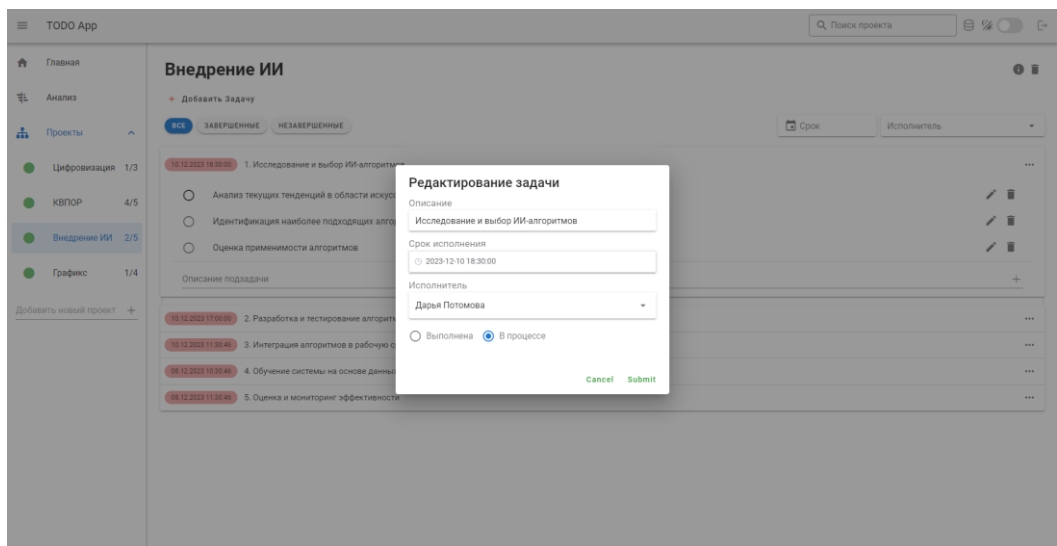 TODO App
Поиск проекта
Главная
Анализ
Проекты
Цифровизация 1/3
КВПОР 4/5
Внедрение ИИ 2/5
Графикс 1/4
Добавить новый проект
Внедрение ИИ
Добавить Задачу
ВСЕ ЗАВЕРШЕННЫЕ НЕЗАВЕРШЕННЫЕ
Срок Исполнитель
10.12.2023 18:30:00 1. Исследование и выбор ИИ-алгоритмов
Анализ текущих тенденций в области искусс
Идентификация наиболее подходящих алго
Оценка применимости алгоритмов
Описание подзадачи
10.12.2023 17:00:00 2. Разработка и тестирование алгоритм
10.12.2023 11:30:46 3. Интеграция алгоритмов в рабочую с
08.12.2023 10:30:46 4. Обучение системы на основе данны
08.12.2023 11:30:46 5. Оценка и мониторинг эффективности
Редактирование задачи
Описание
Исследование и выбор ИИ-алгоритмов
Срок исполнения
2023-12-10 18:30:00
Исполнитель
Дарья Потомова
Выполнена В процессе
Cancel Submit